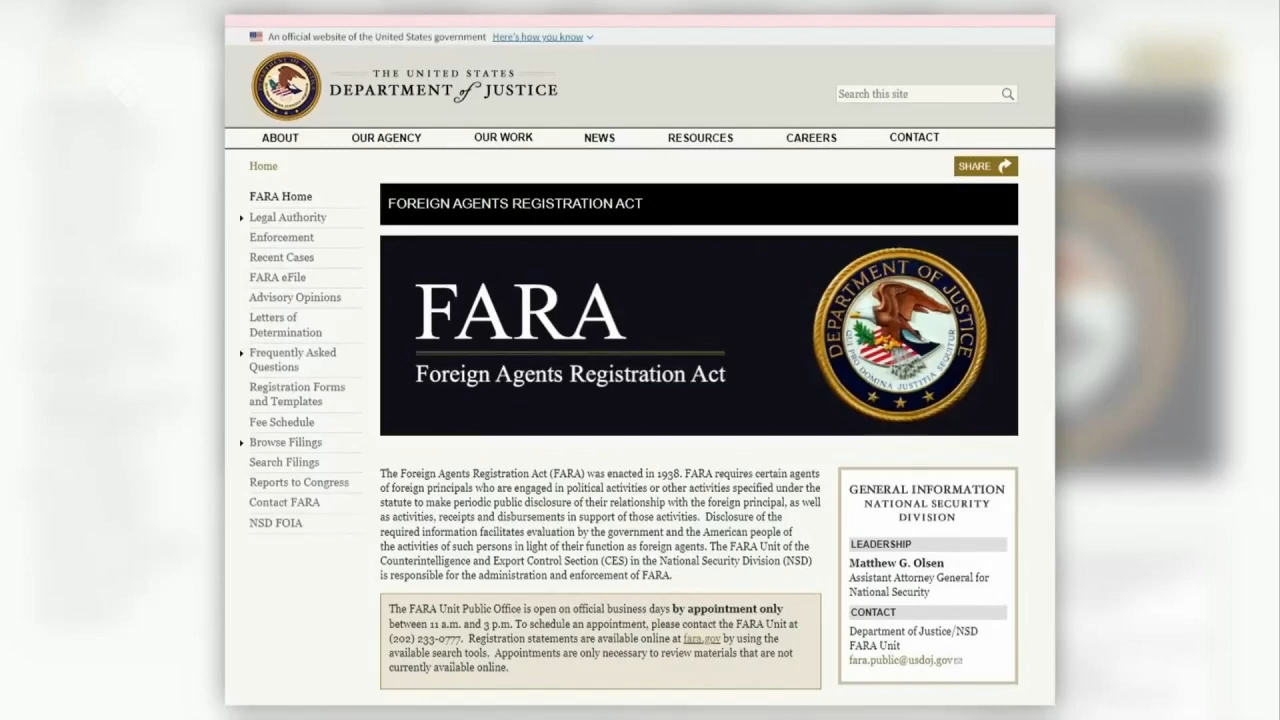 An official website of the United States government Here's how you know
THE UNITED STATES
DEPARTMENT of JUSTICE
Search this site
ABOUT OUR AGENCY OUR WORK NEWS RESOURCES CAREERS CONTACT
Home
SHARE
FARA Home
Legal Authority
Enforcement
Recent Cases
FARA eFile
Advisory Opinions
Letters of
Determination
Frequently Asked
Questions
Registration Forms
and Templates
Fee Schedule
Browse Filings
Search Filings
Reports to Congress
Contact FARA
NSD FOIA
FOREIGN AGENTS REGISTRATION ACT
FARA
Foreign Agents Registration Act
DEPARTMENT OF JUSTICE
QUI PRO DOMINA JUSTITIA SEQUITUR
The Foreign Agents Registration Act (FARA) was enacted in 1938. FARA requires certain agents
of foreign principals who are engaged in political activities or other activities specified under the
statute to make periodic public disclosure of their relationship with the foreign principal, as well
as activities, receipts and disbursements in support of those activities. Disclosure of the
required information facilitates evaluation by the government and the American people of
the activities of such persons in light of their function as foreign agents. The FARA Unit of the
Counterintelligence and Export Control Section (CES) in the National Security Division (NSD)
is responsible for the administration and enforcement of FARA.
The FARA Unit Public Office is open on official business days by appointment only
between 11 a.m. and 3 p.m. To schedule an appointment, please contact the FARA Unit at
(202) 233-0777. Registration statements are available online at fara.gov by using the
available search tools. Appointments are only necessary to review materials that are not
currently available online.
GENERAL INFORMATION
NATIONAL SECURITY
DIVISION
LEADERSHIP
Matthew G. Olsen
Assistant Attorney General for
National Security
CONTACT
Department of Justice/NSD
FARA Unit
fara.public@usdoj.gov